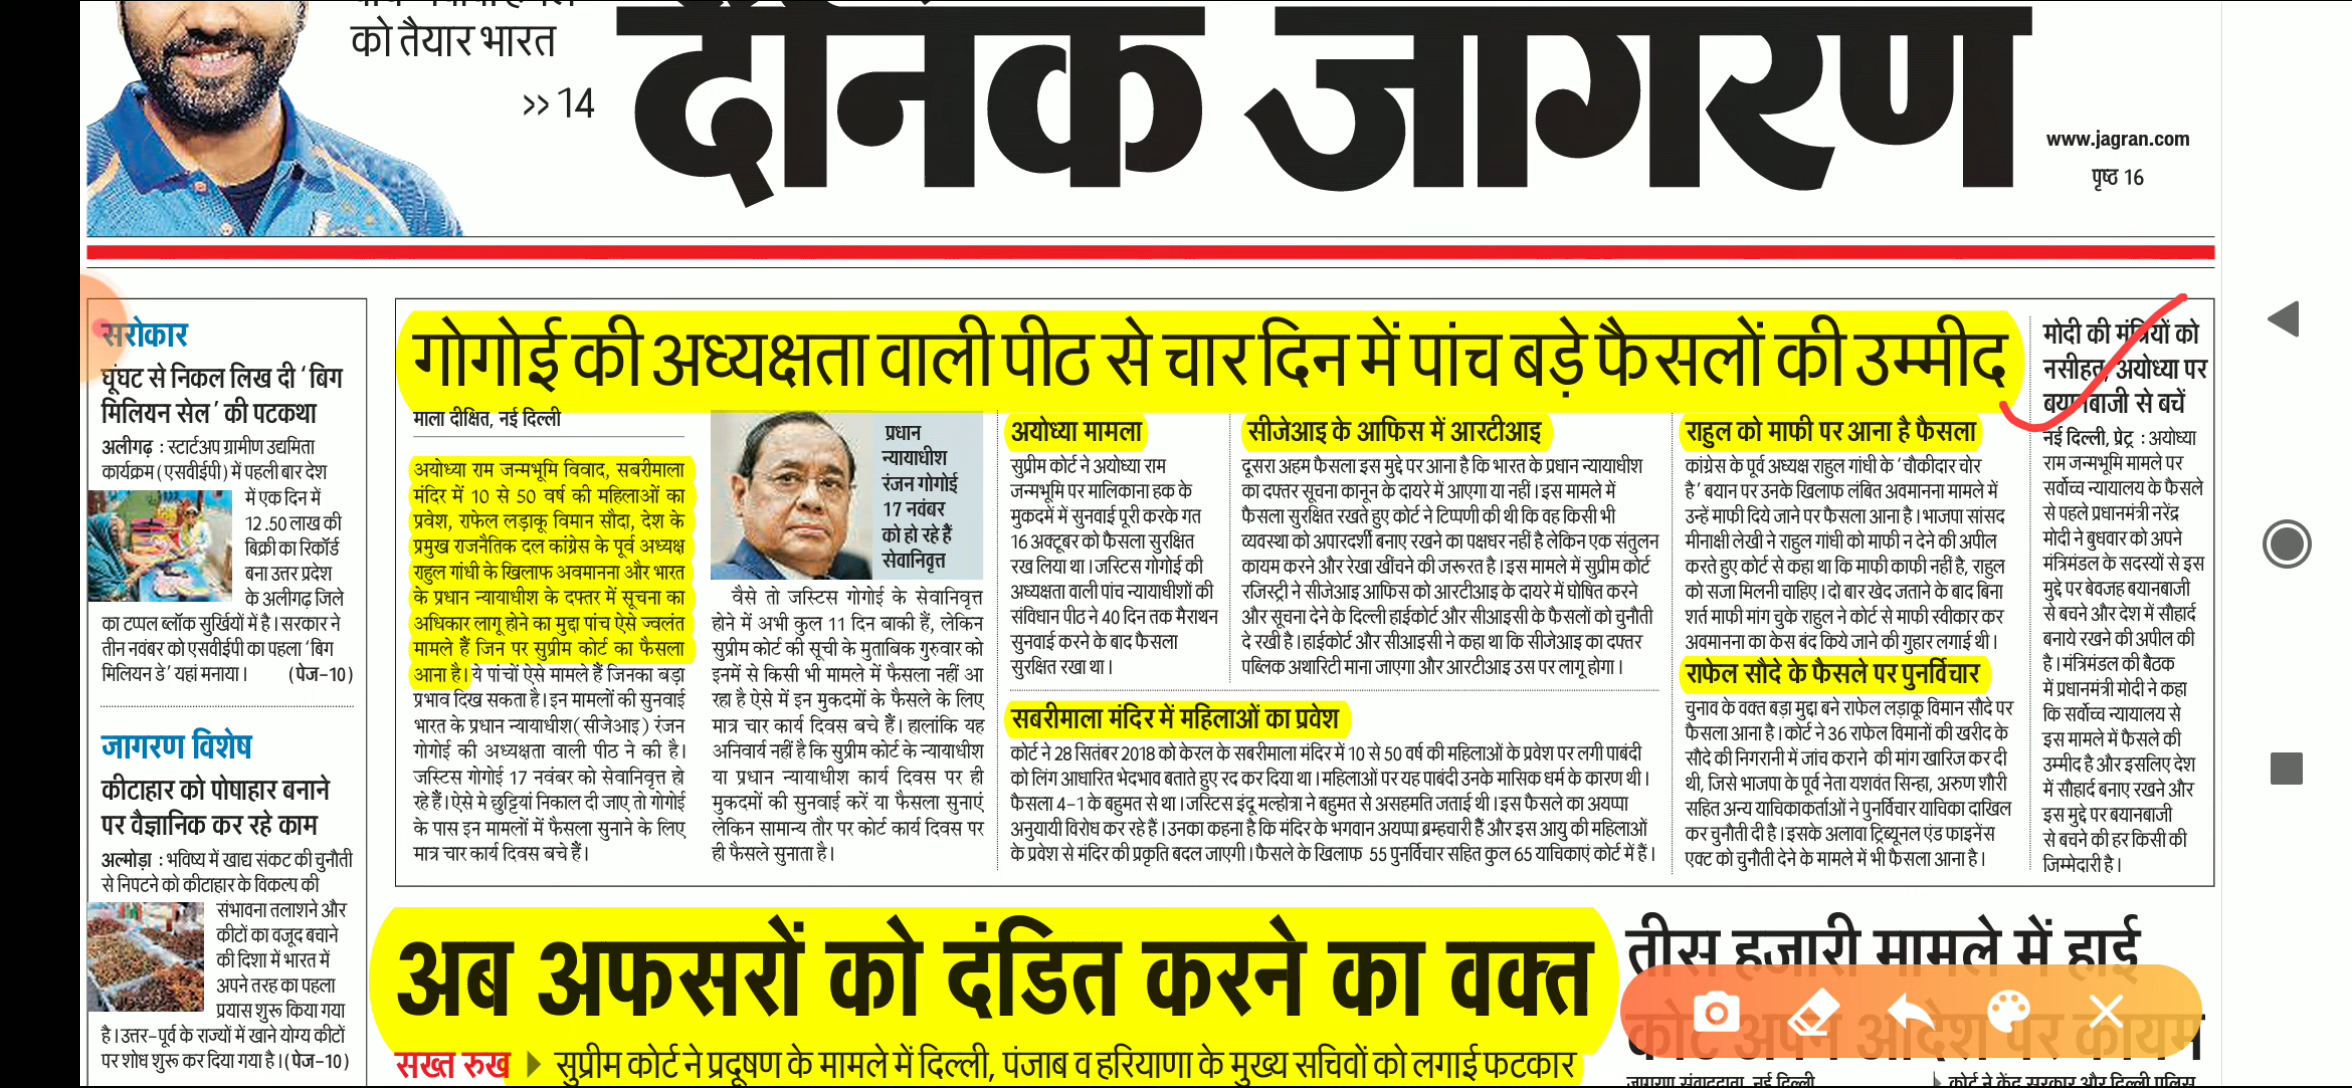 को तैयार भारत
>> 14
दैनिक जागरण
www.jagran.com
पृष्ठ 16
सरोकार
घूंघट से निकल लिख दी ‘बिग
मिलियन सेल’ की पटकथा
अलीगढ़ : स्टार्टअप ग्रामीण उद्यमिता
कार्यक्रम (एसवीईपी) में पहली बार देश
में एक दिन में
12.50 लाख की
बिक्री का रिकॉर्ड
बना उत्तर प्रदेश
के अलीगढ़ जिले
का टप्पल ब्लॉक सुर्खियों में है। सरकार ने
तीन नवंबर को एसवीईपी का पहला ‘बिग
मिलियन डे’ यहां मनाया। (पेज-10)
जागरण विशेष
कीटाहार को पोषाहार बनाने
पर वैज्ञानिक कर रहे काम
अल्मोड़ा : भविष्य में खाद्य संकट की चुनौती
से निपटने को कीटाहार के विकल्प की
संभावना तलाशने और
कीटों का वजूद बचाने
की दिशा में भारत में
अपने तरह का पहला
प्रयास शुरू किया गया
है। उत्तर-पूर्व के राज्यों में खाने योग्य कीटों
पर शोध शुरू कर दिया गया है। (पेज-10)
गोगोई की अध्यक्षता वाली पीठ से चार दिन में पांच बड़े फैसलों की उम्मीद
माला दीक्षित, नई दिल्ली
अयोध्या राम जन्मभूमि विवाद, सबरीमाला
मंदिर में 10 से 50 वर्ष की महिलाओं का
प्रवेश, राफेल लड़ाकू विमान सौदा, देश के
प्रमुख राजनैतिक दल कांग्रेस के पूर्व अध्यक्ष
राहुल गांधी के खिलाफ अवमानना और भारत
के प्रधान न्यायाधीश के दफ्तर में सूचना का
अधिकार लागू होने का मुद्दा पांच ऐसे ज्वलंत
मामले हैं जिन पर सुप्रीम कोर्ट का फैसला
आना है। ये पांचों ऐसे मामले हैं जिनका बड़ा
प्रभाव दिख सकता है। इन मामलों की सुनवाई
भारत के प्रधान न्यायाधीश(सीजेआइ) रंजन
गोगोई की अध्यक्षता वाली पीठ ने की है।
जस्टिस गोगोई 17 नवंबर को सेवानिवृत्त हो
रहे हैं। ऐसे मे छुट्टियां निकाल दी जाए तो गोगोई
के पास इन मामलों में फैसला सुनाने के लिए
मात्र चार कार्य दिवस बचे हैं।
प्रधान
न्यायाधीश
रंजन गोगोई
17 नवंबर
को हो रहे हैं
सेवानिवृत्त
वैसे तो जस्टिस गोगोई के सेवानिवृत्त
होने में अभी कुल 11 दिन बाकी हैं, लेकिन
सुप्रीम कोर्ट की सूची के मुताबिक गुरुवार को
इनमें से किसी भी मामले में फैसला नहीं आ
रहा है ऐसे में इन मुकदमों के फैसले के लिए
मात्र चार कार्य दिवस बचे हैं। हालांकि यह
अनिवार्य नहीं है कि सुप्रीम कोर्ट के न्यायाधीश
या प्रधान न्यायाधीश कार्य दिवस पर ही
मुकदमों की सुनवाई करें या फैसला सुनाएं
लेकिन सामान्य तौर पर कोर्ट कार्य दिवस पर
ही फैसले सुनाता है।
अयोध्या मामला
सुप्रीम कोर्ट ने अयोध्या राम
जन्मभूमि पर मालिकाना हक के
मुकदमें में सुनवाई पूरी करके गत
16 अक्टूबर को फैसला सुरक्षित
रख लिया था। जस्टिस गोगोई की
अध्यक्षता वाली पांच न्यायाधीशों की
संविधान पीठ ने 40 दिन तक मैराथन
सुनवाई करने के बाद फैसला
सुरक्षित रखा था।
सीजेआइ के आफिस में आरटीआइ
दूसरा अहम फैसला इस मुद्दे पर आना है कि भारत के प्रधान न्यायाधीश
का दफ्तर सूचना कानून के दायरे में आएगा या नहीं। इस मामले में
फैसला सुरक्षित रखते हुए कोर्ट ने टिप्पणी की थी कि वह किसी भी
व्यवस्था को अपारदर्शी बनाए रखने का पक्षधर नहीं है लेकिन एक संतुलन
कायम करने और रेखा खींचने की जरूरत है। इस मामले में सुप्रीम कोर्ट
रजिस्ट्री ने सीजेआइ आफिस को आरटीआइ के दायरे में घोषित करने
और सूचना देने के दिल्ली हाईकोर्ट और सीआइसी के फैसलों को चुनौती
दे रखी है। हाईकोर्ट और सीआइसी ने कहा था कि सीजेआइ का दफ्तर
पब्लिक अथारिटी माना जाएगा और आरटीआइ उस पर लागू होगा।
सबरीमाला मंदिर में महिलाओं का प्रवेश
कोर्ट ने 28 सितंबर 2018 को केरल के सबरीमाला मंदिर में 10 से 50 वर्ष की महिलाओं के प्रवेश पर लगी पाबंदी
को लिंग आधारित भेदभाव बताते हुए रद कर दिया था। महिलाओं पर यह पाबंदी उनके मासिक धर्म के कारण थी।
फैसला 4-1 के बहुमत से था। जस्टिस इंदू मल्होत्रा ने बहुमत से असहमति जताई थी। इस फैसले का अयप्पा
अनुयायी विरोध कर रहे हैं। उनका कहना है कि मंदिर के भगवान अयप्पा ब्रम्हचारी हैं और इस आयु की महिलाओं
के प्रवेश से मंदिर की प्रकृति बदल जाएगी। फैसले के खिलाफ 55 पुनर्विचार सहित कुल 65 याचिकाएं कोर्ट में हैं।
राहुल को माफी पर आना है फैसला
कांग्रेस के पूर्व अध्यक्ष राहुल गांधी के ‘चौकीदार चोर
है’ बयान पर उनके खिलाफ लंबित अवमानना मामले में
उन्हें माफी दिये जाने पर फैसला आना है। भाजपा सांसद
मीनाक्षी लेखी ने राहुल गांधी को माफी न देने की अपील
करते हुए कोर्ट से कहा था कि माफी काफी नहीं है, राहुल
को सजा मिलनी चाहिए। दो बार खेद जताने के बाद बिना
शर्त माफी मांग चुके राहुल ने कोर्ट से माफी स्वीकार कर
अवमानना का केस बंद किये जाने की गुहार लगाई थी।
राफेल सौदे के फैसले पर पुनर्विचार
चुनाव के वक्त बड़ा मुद्दा बने राफेल लड़ाकू विमान सौदे पर
फैसला आना है। कोर्ट ने 36 राफेल विमानों की खरीद के
सौदे की निगरानी में जांच कराने की मांग खारिज कर दी
थी, जिसे भाजपा के पूर्व नेता यशवंत सिन्हा, अरुण शौरी
सहित अन्य याचिकाकर्ताओं ने पुनर्विचार याचिका दाखिल
कर चुनौती दी है। इसके अलावा ट्रिब्यूनल एंड फाइनेंस
एक्ट को चुनौती देने के मामले में भी फैसला आना है।
मोदी की मंत्रियों को
नसीहत, अयोध्या पर
बयानबाजी से बचें
नई दिल्ली, प्रेट्र : अयोध्या
राम जन्मभूमि मामले पर
सर्वोच्च न्यायालय के फैसले
से पहले प्रधानमंत्री नरेंद्र
मोदी ने बुधवार को अपने
मंत्रिमंडल के सदस्यों से इस
मुद्दे पर बेवजह बयानबाजी
से बचने और देश में सौहार्द
बनाये रखने की अपील की
है। मंत्रिमंडल की बैठक
में प्रधानमंत्री मोदी ने कहा
कि सर्वोच्च न्यायालय से
इस मामले में फैसले की
उम्मीद है और इसलिए देश
में सौहार्द बनाए रखने और
इस मुद्दे पर बयानबाजी
से बचने की हर किसी की
जिम्मेदारी है।
अब अफसरों को दंडित करने का वक्त
सख्त रुख सुप्रीम कोर्ट ने प्रदूषण के मामले में दिल्ली, पंजाब व हरियाणा के मुख्य सचिवों को लगाई फटकार
तीस हजारी मामले में हाई
कोर्ट अपने आदेश पर कायम
जागरण संवाददाता, नई दिल्ली
कोर्ट ने केंद्र सरकार और दिल्ली पुलिस